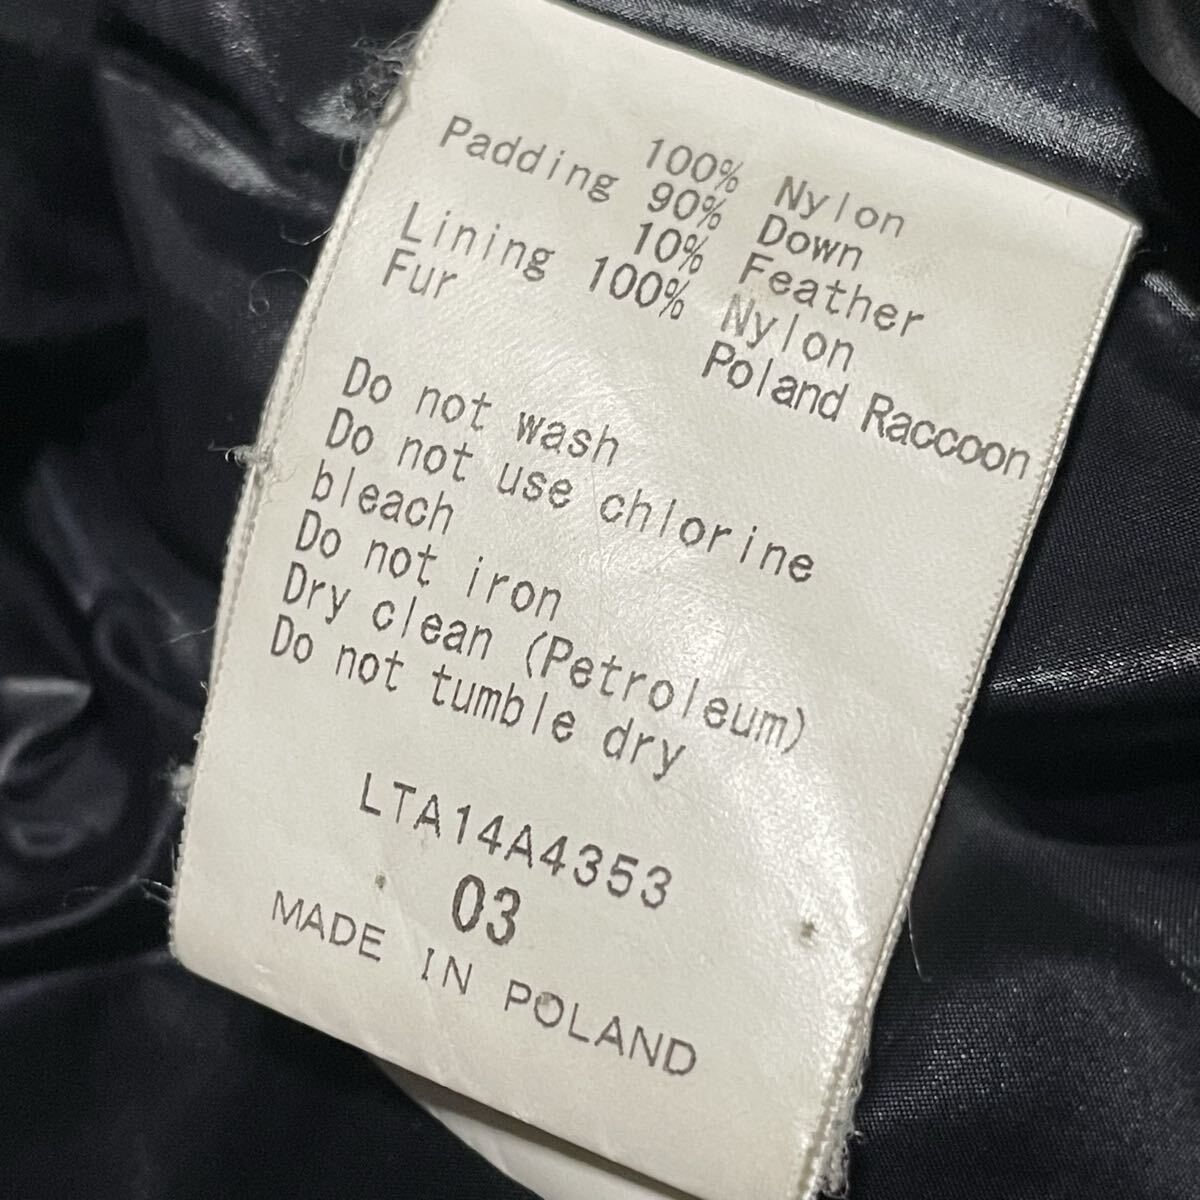 100% Nylon
Padding 90% Down
10% Feather
Lining 100% Nylon
Fur Poland Raccoon
Do not wash
Do not use chlorine
bleach
Do not iron
Dry clean (Petroleum)
Do not tumble dry
LTA14A4353
03
MADE IN POLAND